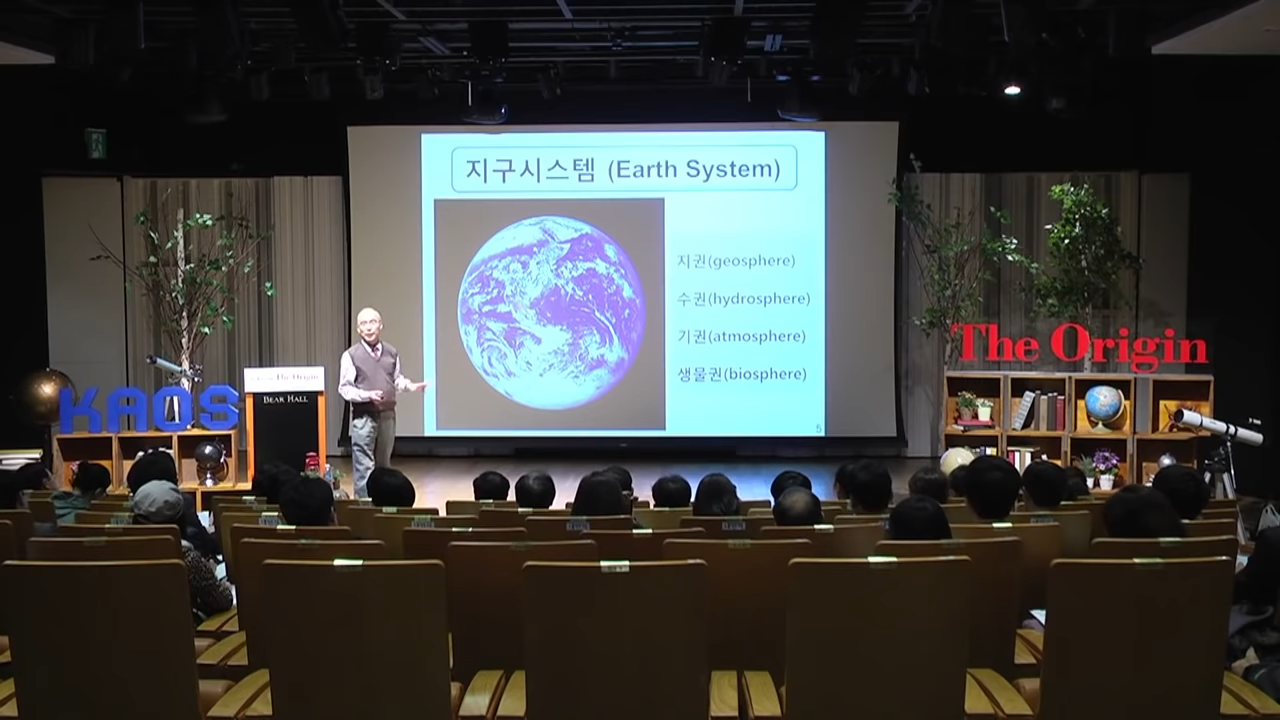 지구시스템 (Earth System)
지권(geosphere)
수권(hydrosphere)
기권(atmosphere)
생물권(biosphere)
5
The Origin
KAOS
The Origin
BEAR HALL